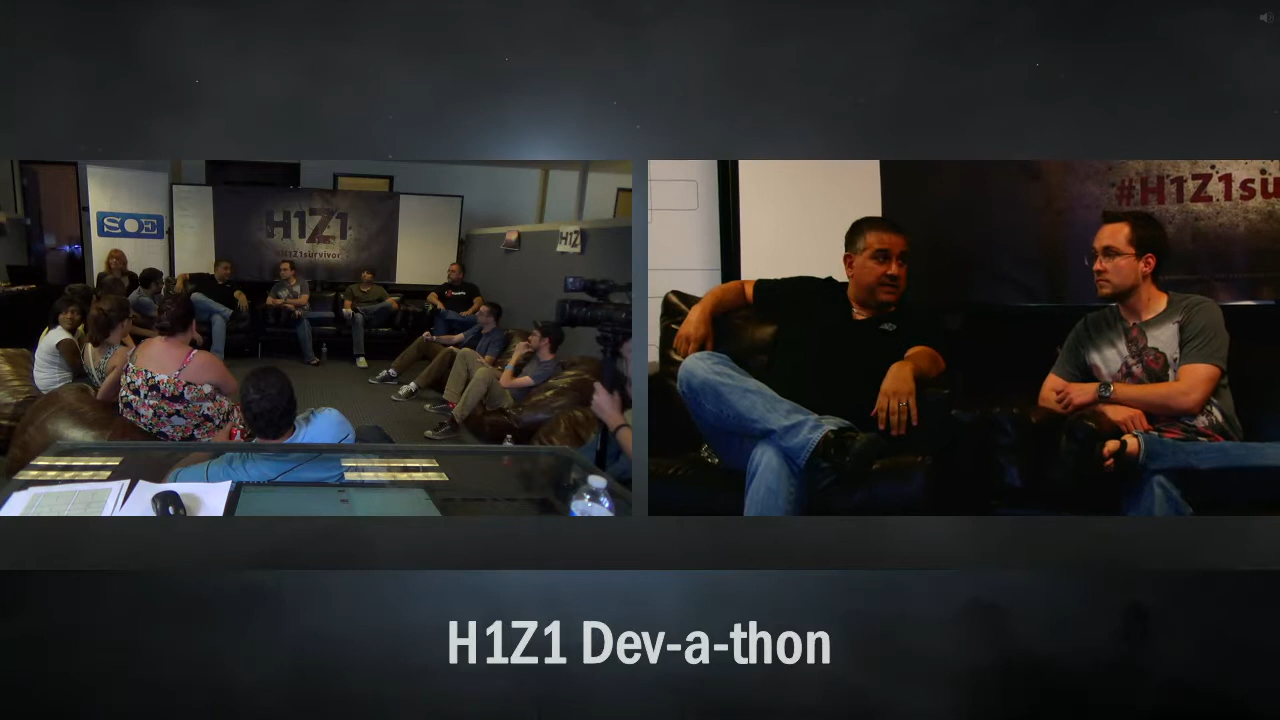 SOE
H1Z1
#H1Z1survivor
H1Z
#H1Z1su
H1Z1 Dev-a-thon